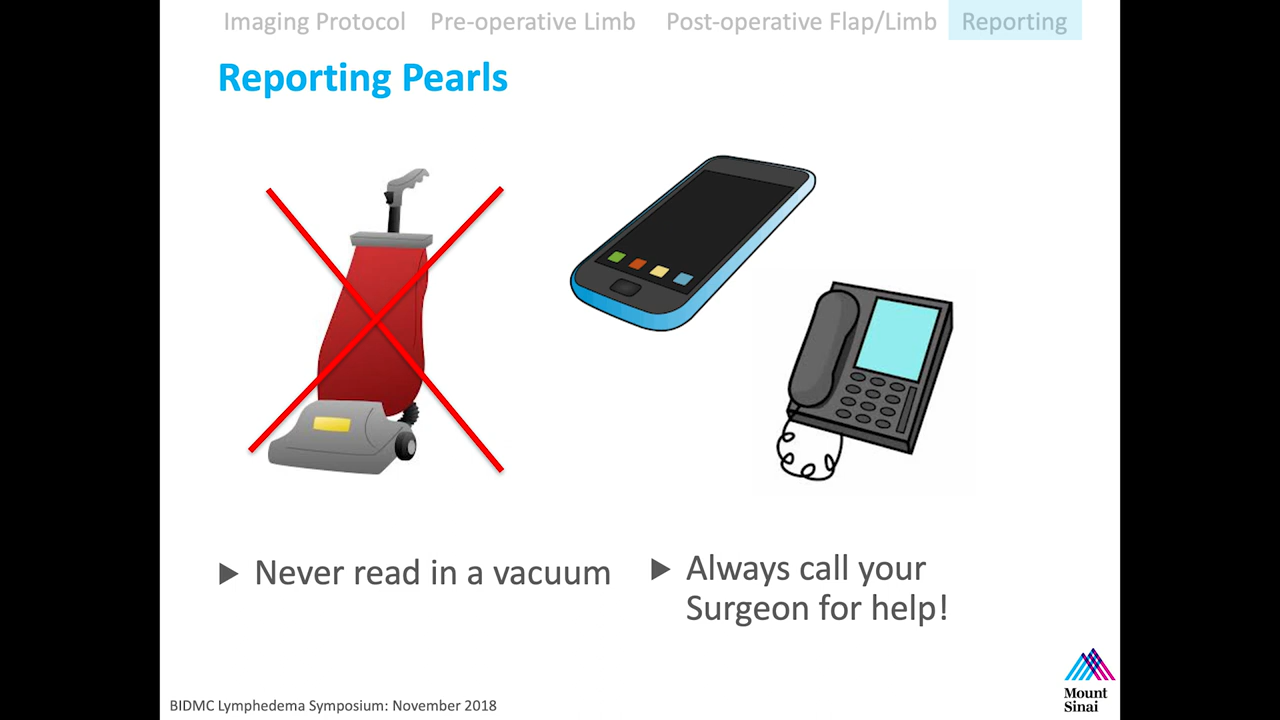 Imaging Protocol Pre-operative Limb Post-operative Flap/Limb Reporting
Reporting Pearls
▶ Never read in a vacuum
▶ Always call your
Surgeon for help!
BIDMC Lymphedema Symposium: November 2018
Mount
Sinai